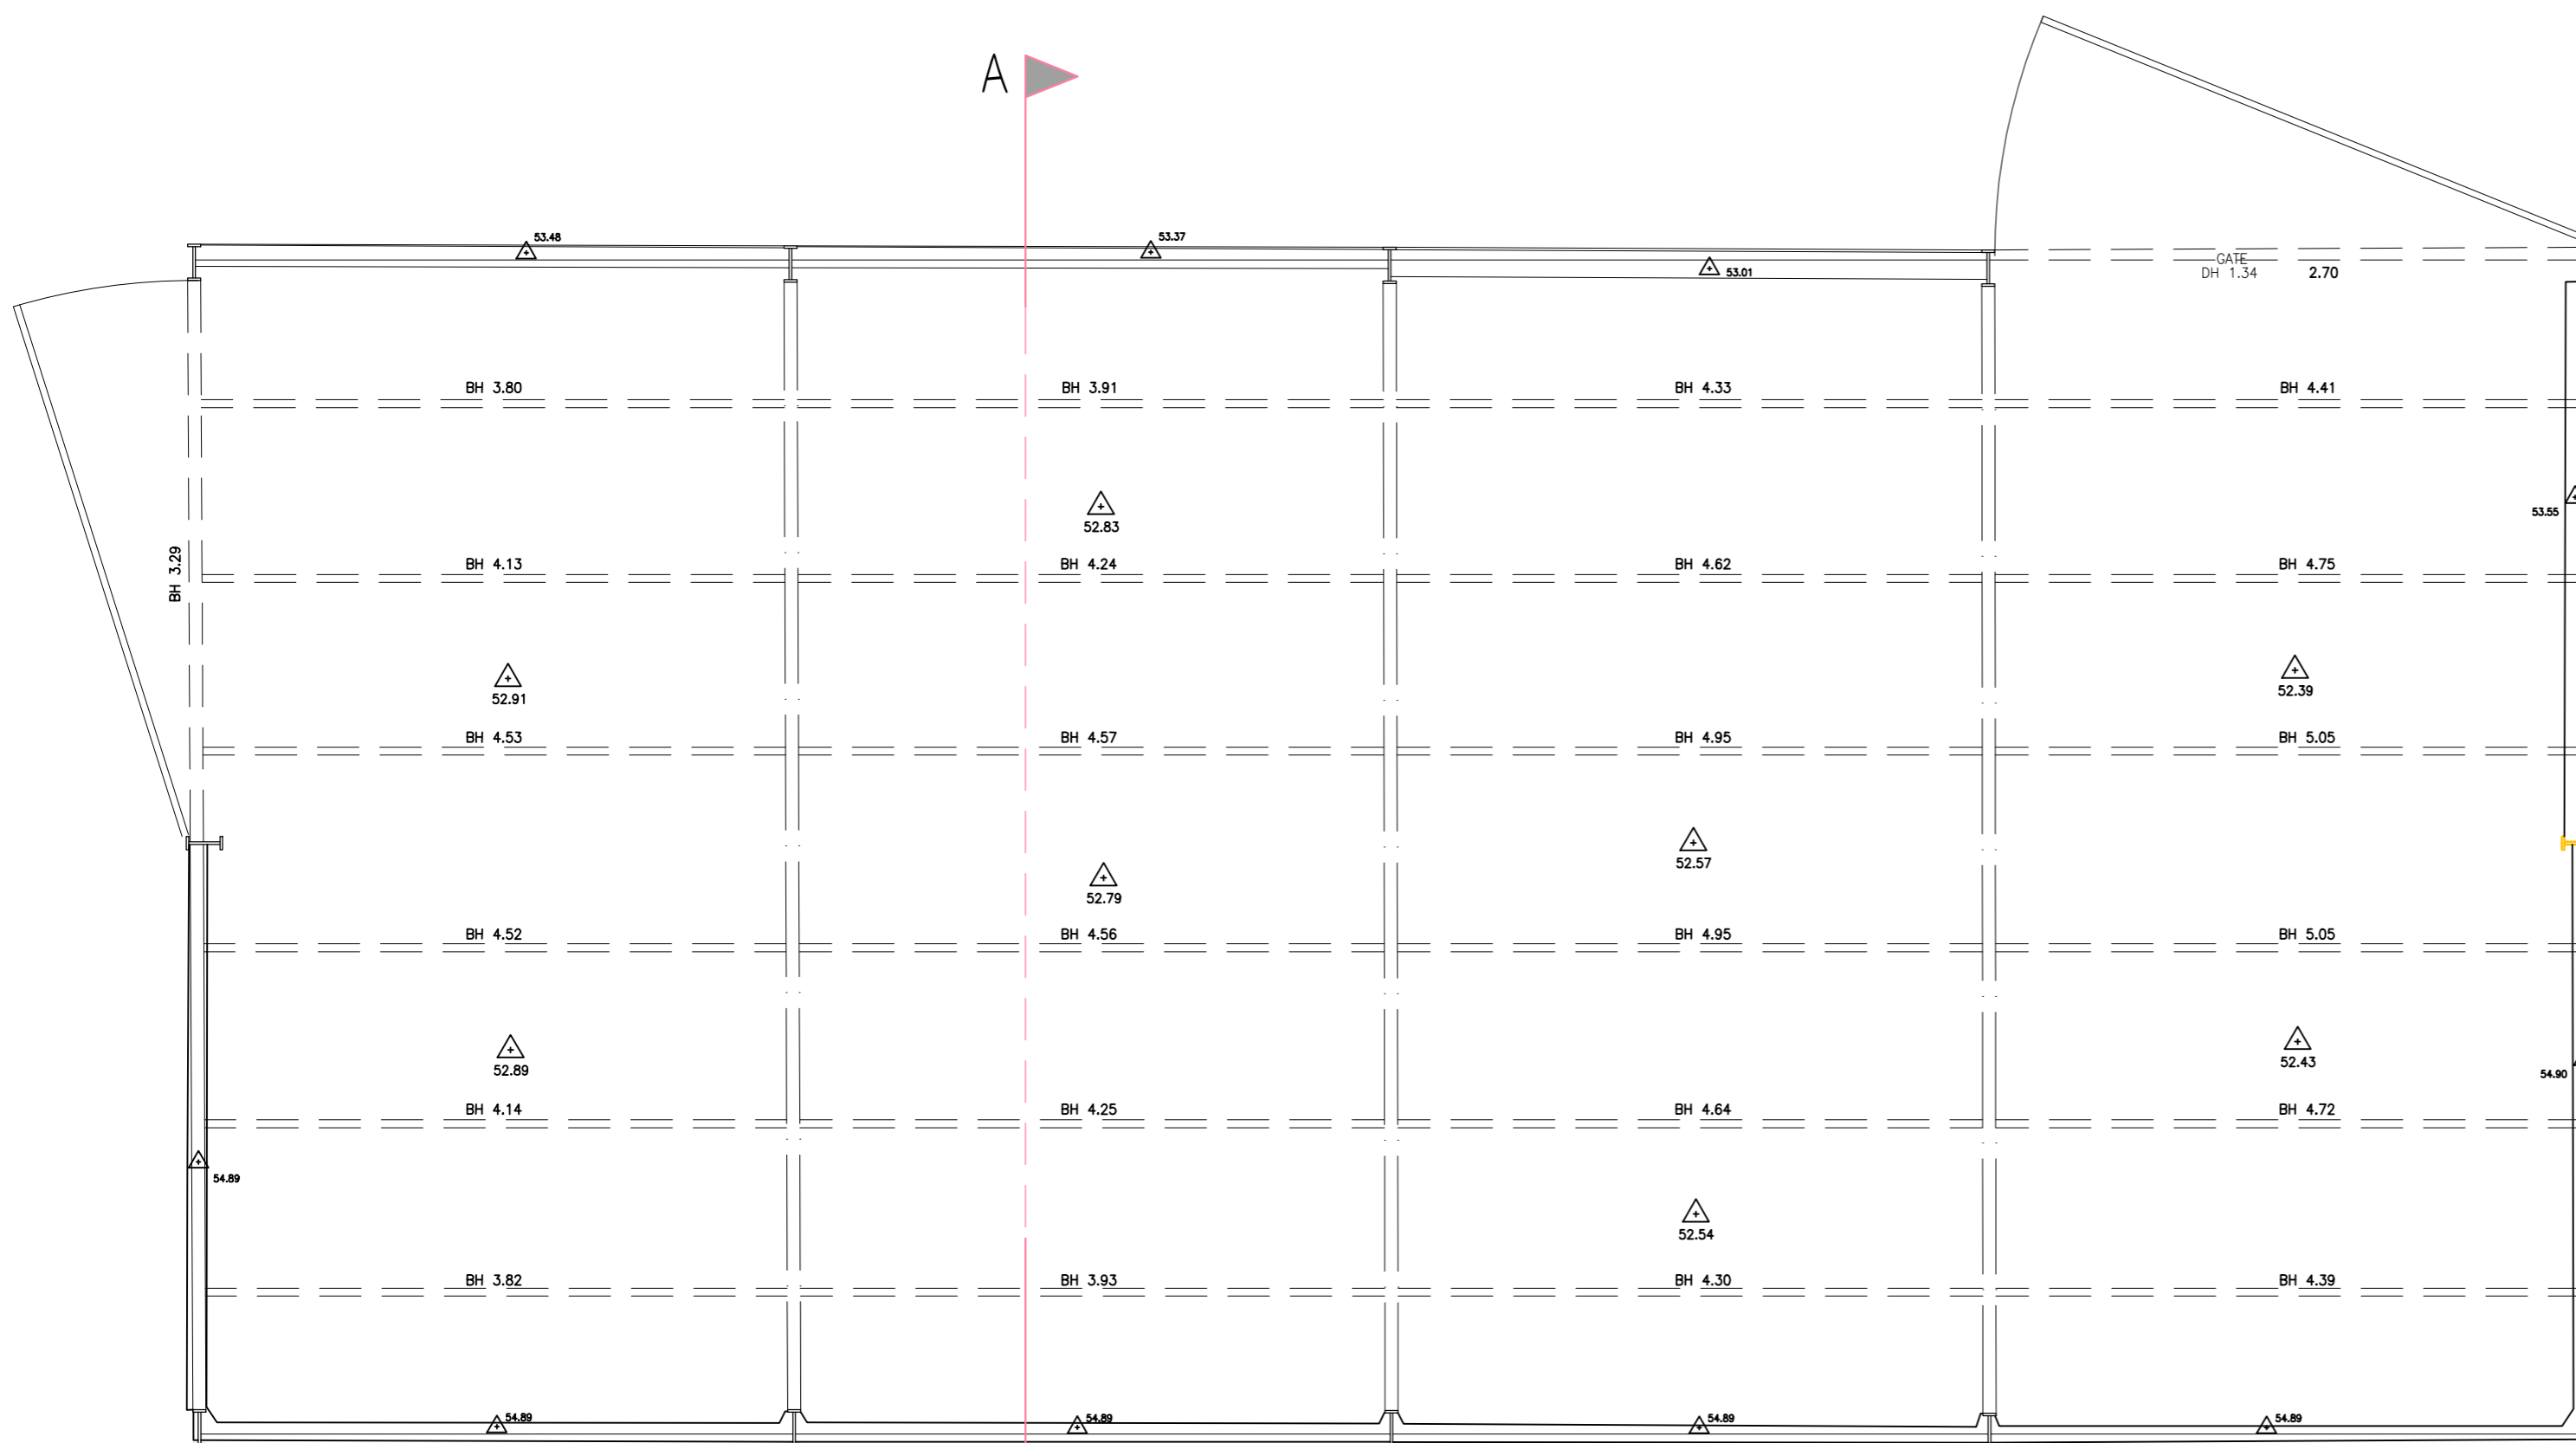 A
53.48
53.37
53.01
GATE
DH 1.34 2.70
BH 3.80
BH 3.91
BH 4.33
BH 4.41
52.83
53.55
BH 3.29
BH 4.13
BH 4.24
BH 4.62
BH 4.75
52.91
52.39
BH 4.53
BH 4.57
BH 4.95
BH 5.05
52.57
52.79
BH 4.52
BH 4.56
BH 4.95
BH 5.05
52.89
52.43
54.90
BH 4.14
BH 4.25
BH 4.64
BH 4.72
54.89
52.54
BH 3.82
BH 3.93
BH 4.30
BH 4.39
54.89
54.89
54.89
54.89